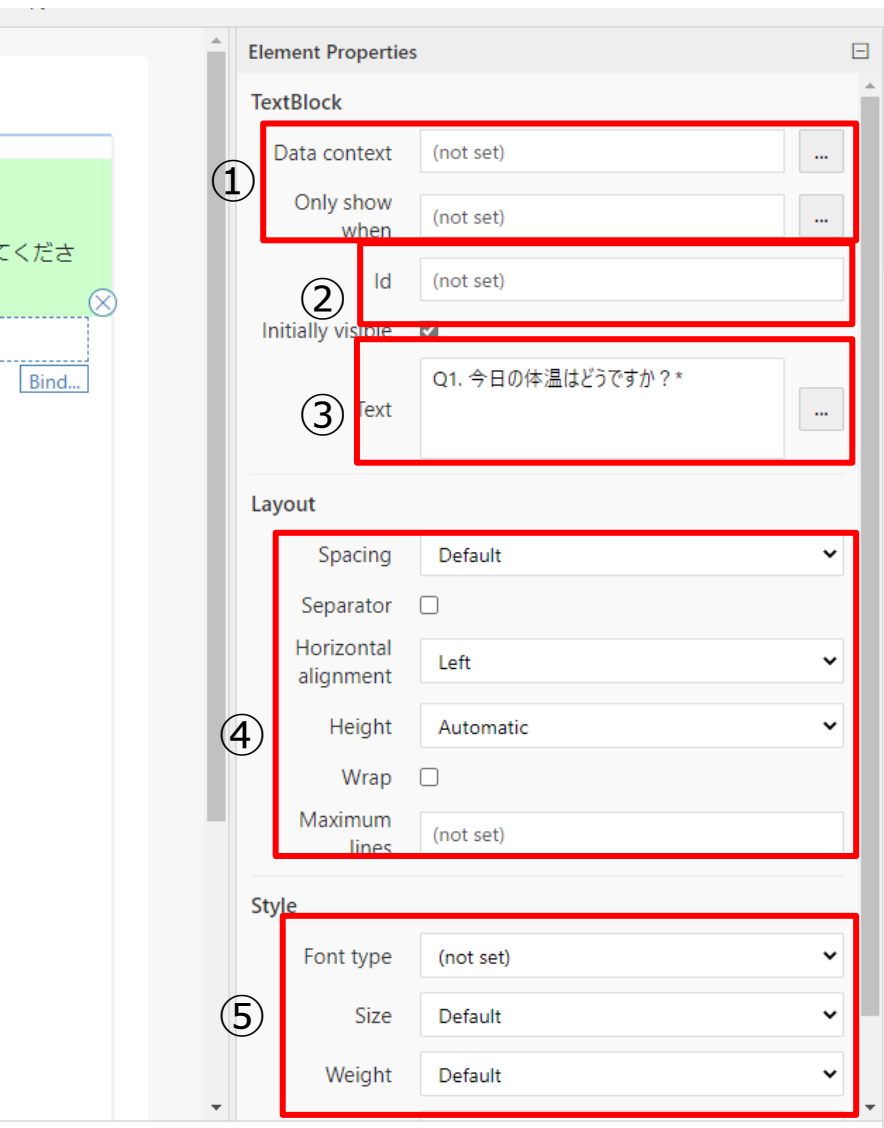 Element Properties
TextBlock
①
Data context (not set) ...
Only show when (not set) ...
てくださ
②
Id (not set)
Initially visible
Bind...
③
Text Q1. 今日の体温はどうですか？* ...
Layout
④
Spacing Default
Separator
Horizontal alignment Left
Height Automatic
Wrap
Maximum lines (not set)
Style
⑤
Font type (not set)
Size Default
Weight Default